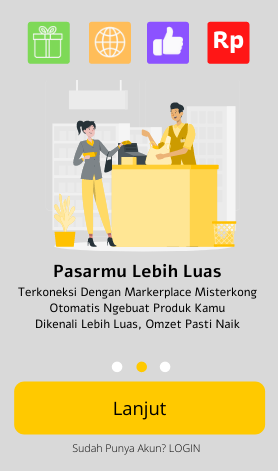 Rp
Pasarmu Lebih Luas
Terkoneksi Dengan Markerplace Misterkong
Otomatis Ngebuat Produk Kamu
Dikenali Lebih Luas, Omzet Pasti Naik
Lanjut
Sudah Punya Akun? LOGIN